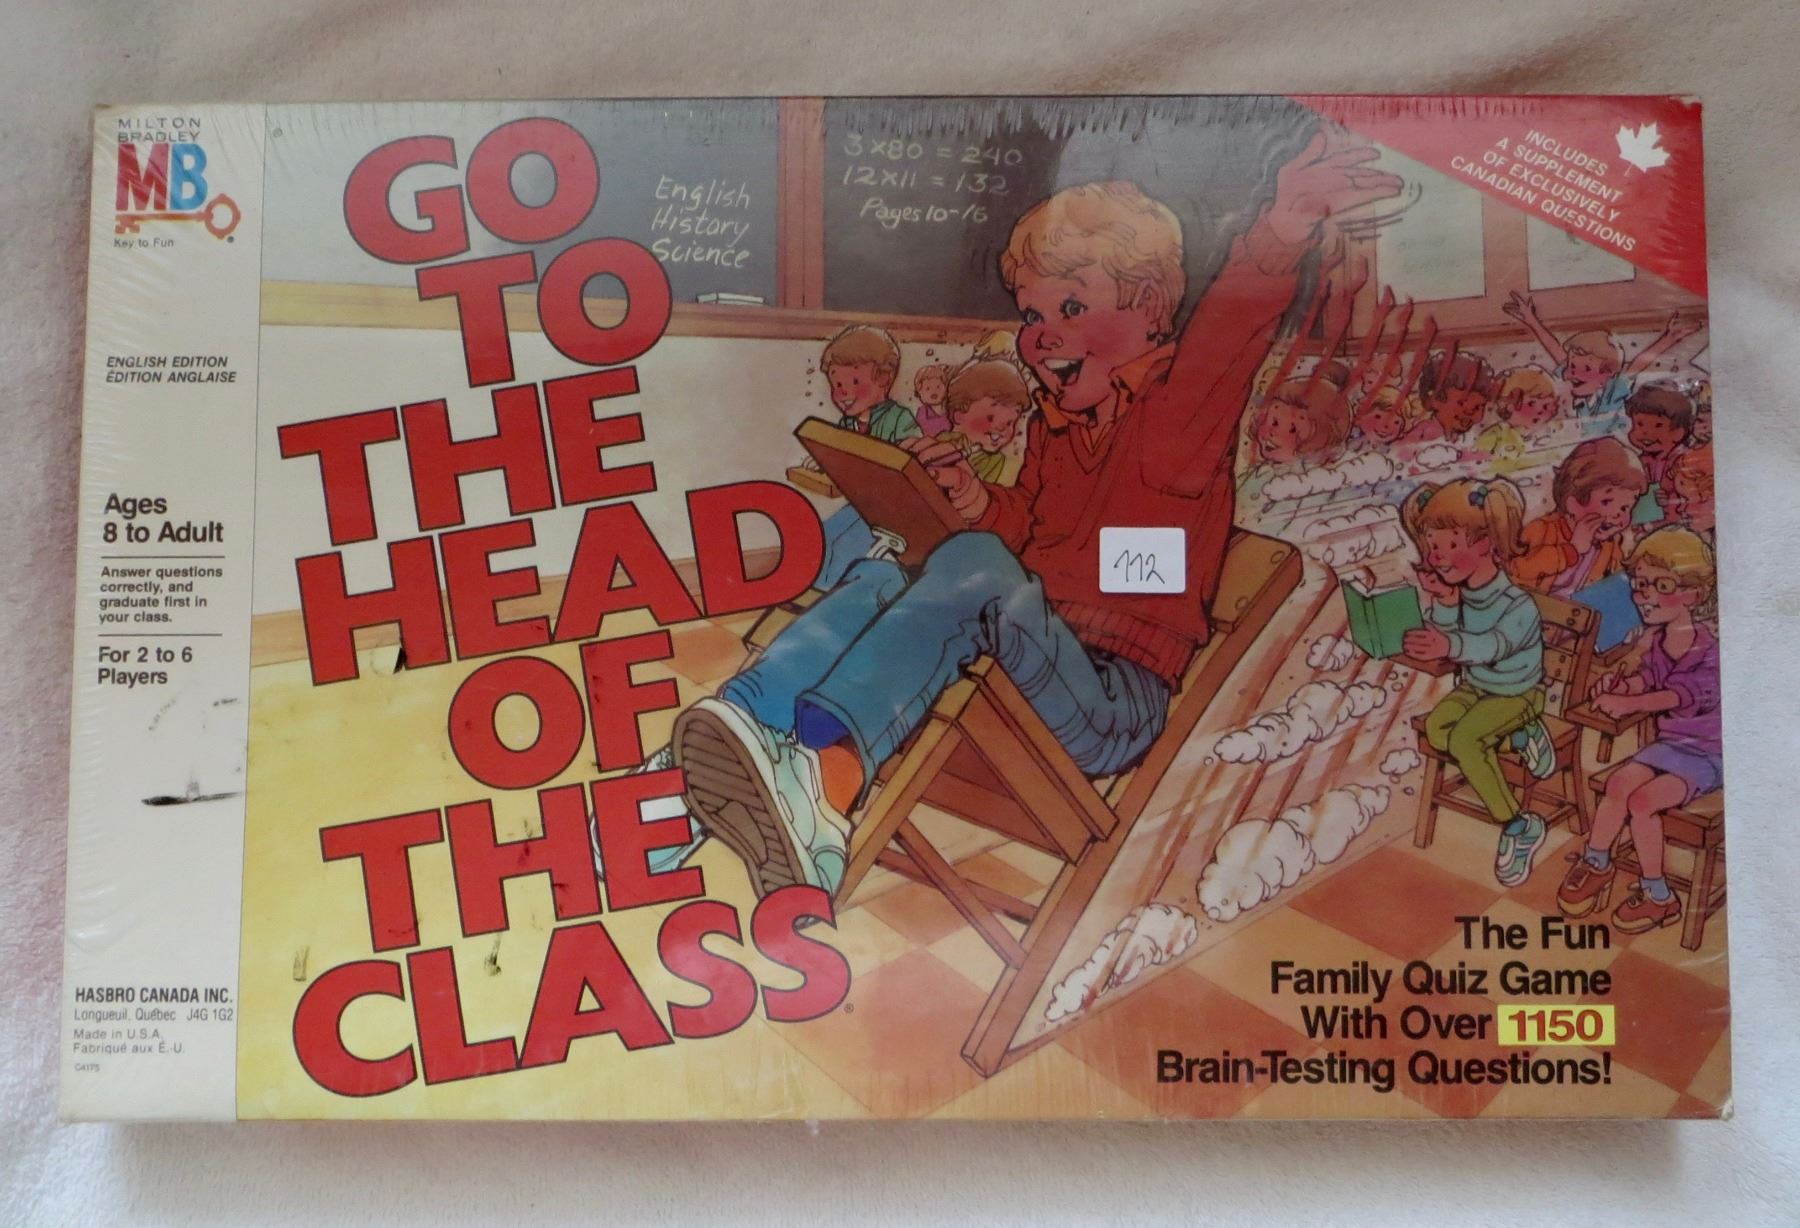 MILTON
BRADLEY
MB
Key to Fun
ENGLISH EDITION
ÉDITION ANGLAISE
Ages
8 to Adult
Answer questions
correctly, and
graduate first in
your class.
For 2 to 6
Players
HASBRO CANADA INC.
Longueuil, Québec J4G 1G2
Made in U.S.A.
Fabriqué aux É.-U.
C4175
GO
TO
THE
HEAD
OF
THE
CLASS®
English
History
Science
3 x 80 = 240
12 x 11 = 132
Pages 10-16
INCLUDES
A SUPPLEMENT
OF EXCLUSIVELY
CANADIAN QUESTIONS
112
The Fun
Family Quiz Game
With Over 1150
Brain-Testing Questions!